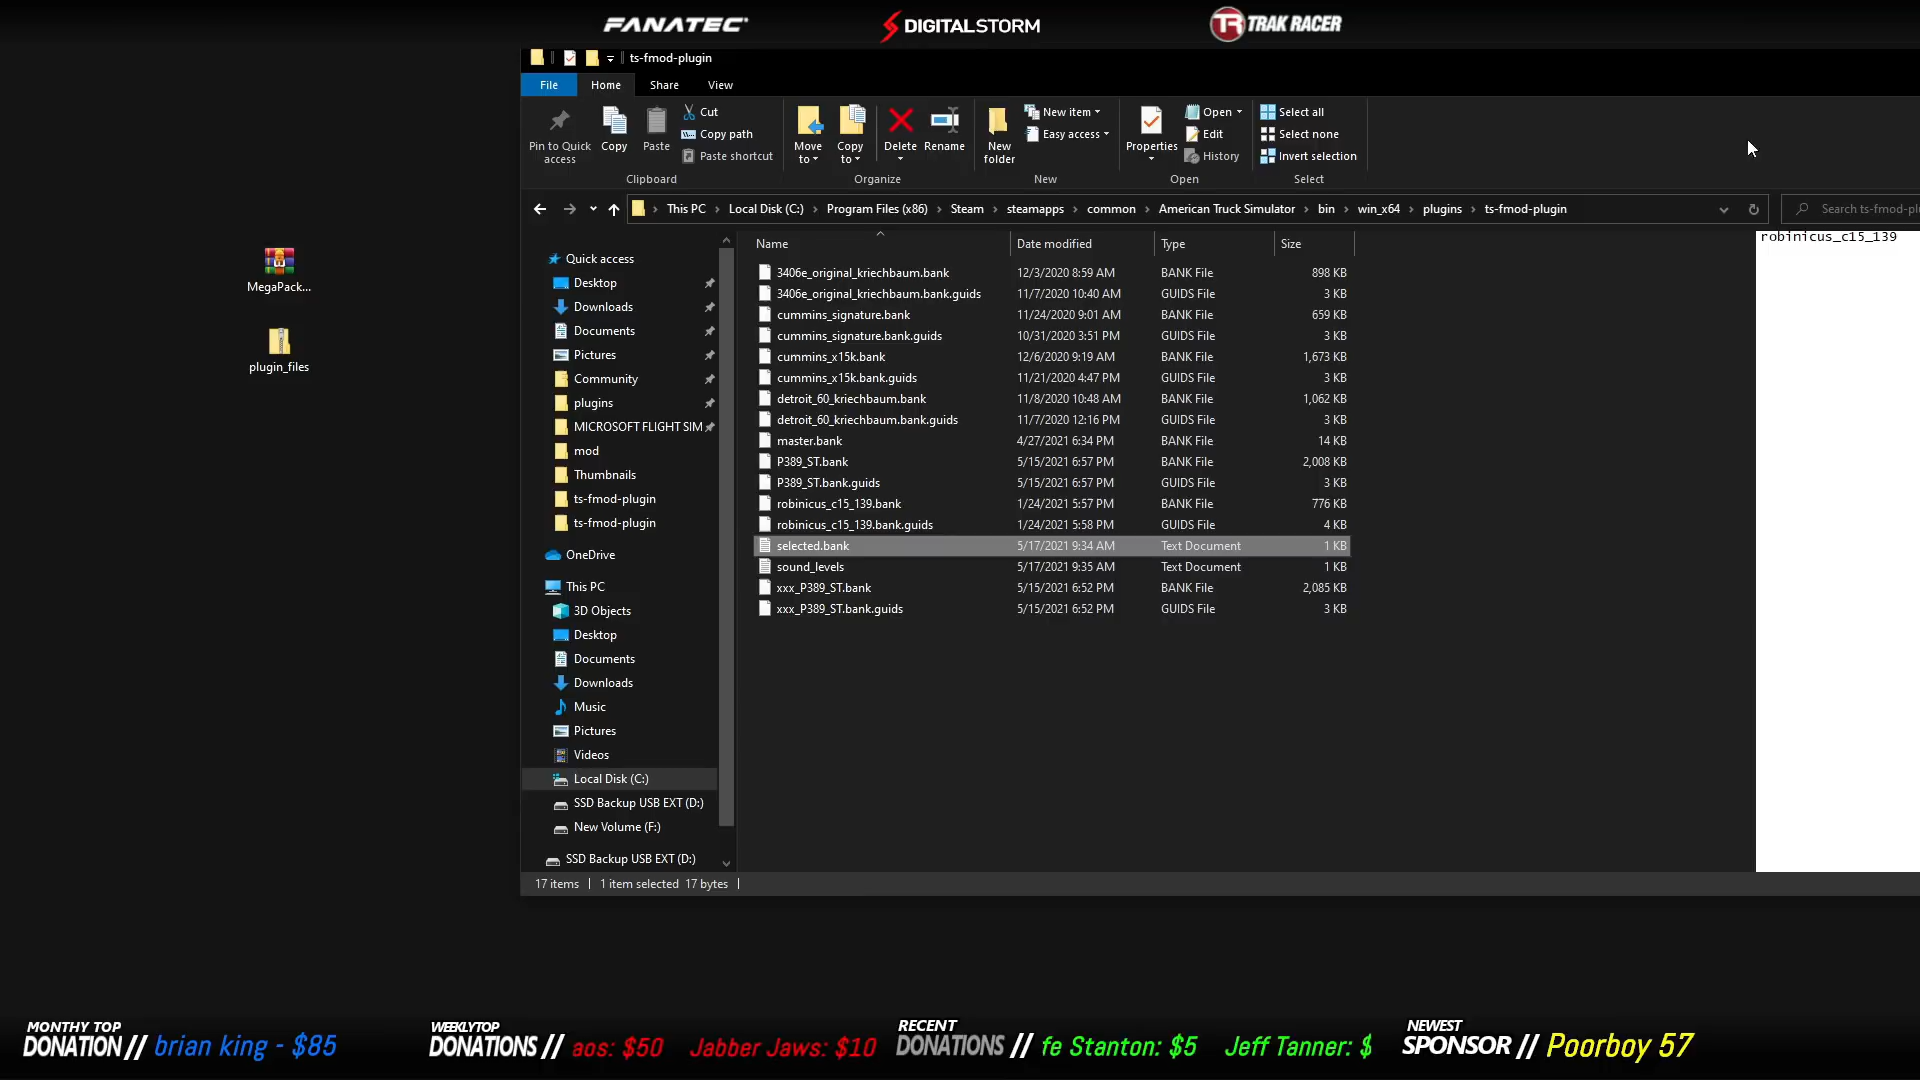 FANATEC
DIGITALSTORM
TR TRAK RACER
ts-fmod-plugin
File Home Share View
Pin to Quick access
Copy
Paste
Cut
Copy path
Paste shortcut
Clipboard
Move to
Copy to
Delete
Rename
Organize
New folder
New item
Easy access
New
Properties
Open
Edit
History
Open
Select all
Select none
Invert selection
Select
This PC › Local Disk (C:) › Program Files (x86) › Steam › steamapps › common › American Truck Simulator › bin › win_x64 › plugins › ts-fmod-plugin
Search ts-fmod-plu
robinicus_c15_139
MegaPack...
plugin_files
Quick access
Desktop
Downloads
Documents
Pictures
Community
plugins
MICROSOFT FLIGHT SIM
mod
Thumbnails
ts-fmod-plugin
ts-fmod-plugin
OneDrive
This PC
3D Objects
Desktop
Documents
Downloads
Music
Pictures
Videos
Local Disk (C:)
SSD Backup USB EXT (D:)
New Volume (F:)
SSD Backup USB EXT (D:)
Name Date modified Type Size
3406e_original_kriechbaum.bank 12/3/2020 8:59 AM BANK File 898 KB
3406e_original_kriechbaum.bank.guids 11/7/2020 10:40 AM GUIDS File 3 KB
cummins_signature.bank 11/24/2020 9:01 AM BANK File 659 KB
cummins_signature.bank.guids 10/31/2020 3:51 PM GUIDS File 3 KB
cummins_x15k.bank 12/6/2020 9:19 AM BANK File 1,673 KB
cummins_x15k.bank.guids 11/21/2020 4:47 PM GUIDS File 3 KB
detroit_60_kriechbaum.bank 11/8/2020 10:48 AM BANK File 1,062 KB
detroit_60_kriechbaum.bank.guids 11/7/2020 12:16 PM GUIDS File 3 KB
master.bank 4/27/2021 6:34 PM BANK File 14 KB
P389_ST.bank 5/15/2021 6:57 PM BANK File 2,008 KB
P389_ST.bank.guids 5/15/2021 6:57 PM GUIDS File 3 KB
robinicus_c15_139.bank 1/24/2021 5:57 PM BANK File 776 KB
robinicus_c15_139.bank.guids 1/24/2021 5:58 PM GUIDS File 4 KB
selected.bank 5/17/2021 9:34 AM Text Document 1 KB
sound_levels 5/17/2021 9:35 AM Text Document 1 KB
xxx_P389_ST.bank 5/15/2021 6:52 PM BANK File 2,085 KB
xxx_P389_ST.bank.guids 5/15/2021 6:52 PM GUIDS File 3 KB
17 items 1 item selected 17 bytes
MONTHY TOP
DONATION // brian king - $85
WEEKLY TOP
DONATIONS // aos: $50 Jabber Jaws: $10
RECENT
DONATIONS // fe Stanton: $5 Jeff Tanner: $
NEWEST
SPONSOR // Poorboy 57